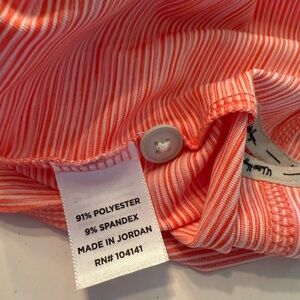 91% POLYESTER
9% SPANDEX
MADE IN JORDAN
RN# 104141